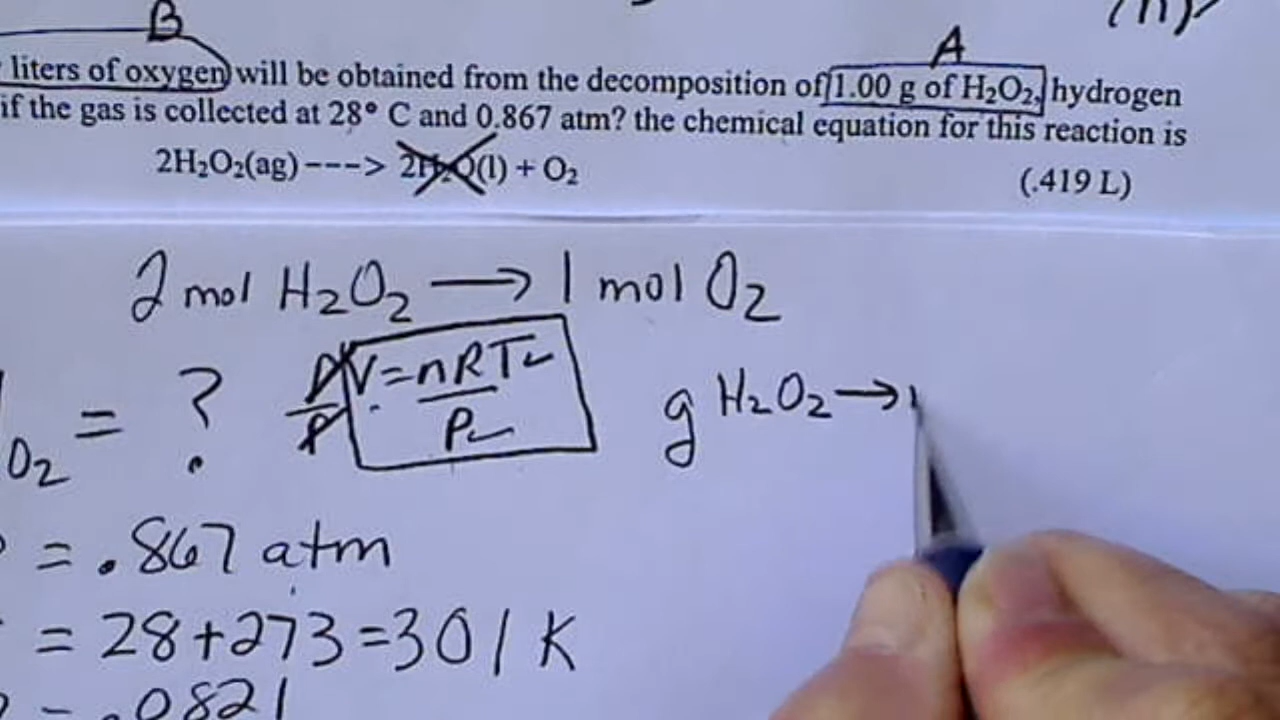 B
A
liters of oxygen will be obtained from the decomposition of 1.00 g of H₂O₂, hydrogen
if the gas is collected at 28° C and 0.867 atm? the chemical equation for this reaction is
2H₂O₂(ag) ---> 2H₂O(l) + O₂ (.419 L)
2 mol H₂O₂ → 1 mol O₂
O₂ = ? PV = nRT
P P
g H₂O₂ →
= .867 atm
= 28+273=301 K
= .0821